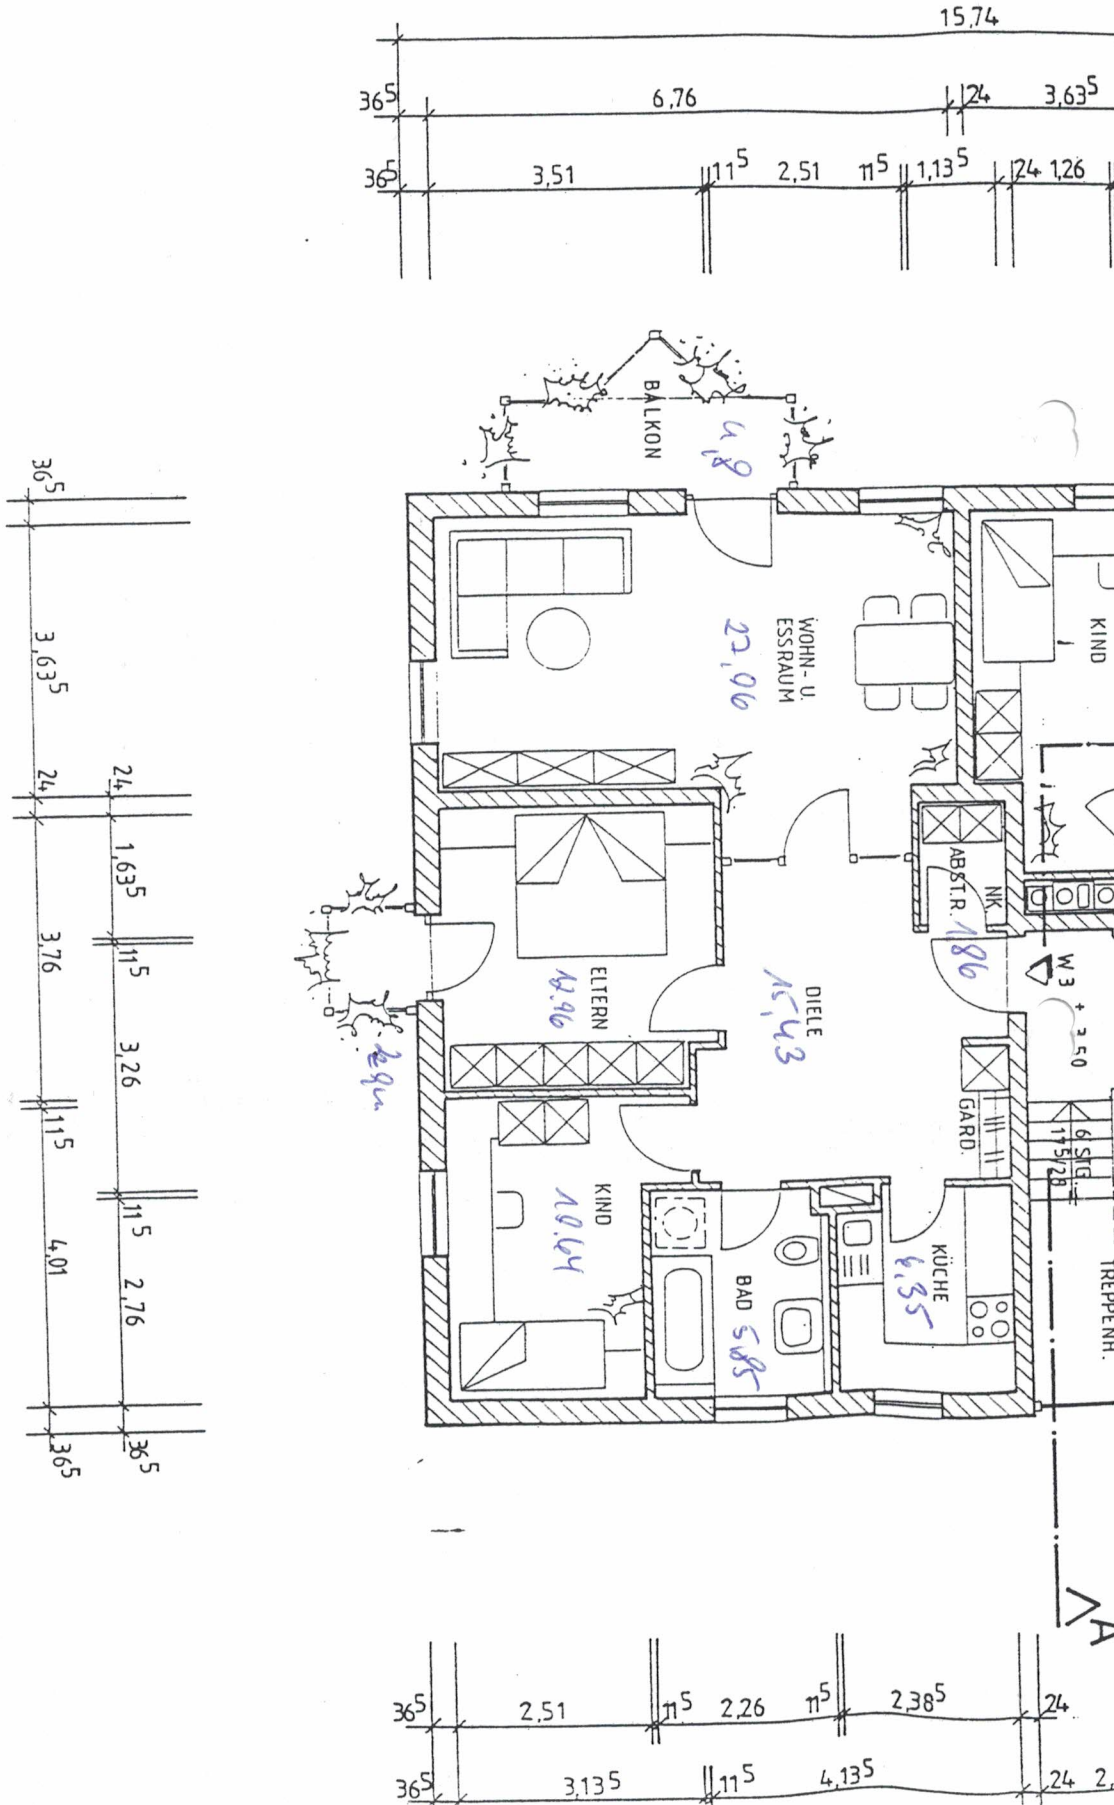 15,74
36⁵ 6,76 24 3,63⁵
36⁵ 3,51 11⁵ 2,51 11⁵ 1,13⁵ 24 1,26
BALKON
4,8
WOHN- U.
ESSRAUM
27,06
KIND
ABST.R.
NK
1,86
ELTERN
12.96
DIELE
15,43
W3
GARD.
6 STG
17⁵/28
KIND
10.64
BAD 5,85
KÜCHE
6,35
TREPPENH.
A
36⁵ 3,63⁵ 24 3,76 11⁵ 4,01 36⁵
24 1,63⁵ 11⁵ 3,26 11⁵ 2,76 36⁵
36⁵ 2,51 11⁵ 2,26 11⁵ 2,38⁵ 24
36⁵ 3,13⁵ 11⁵ 4,13⁵ 24 2,